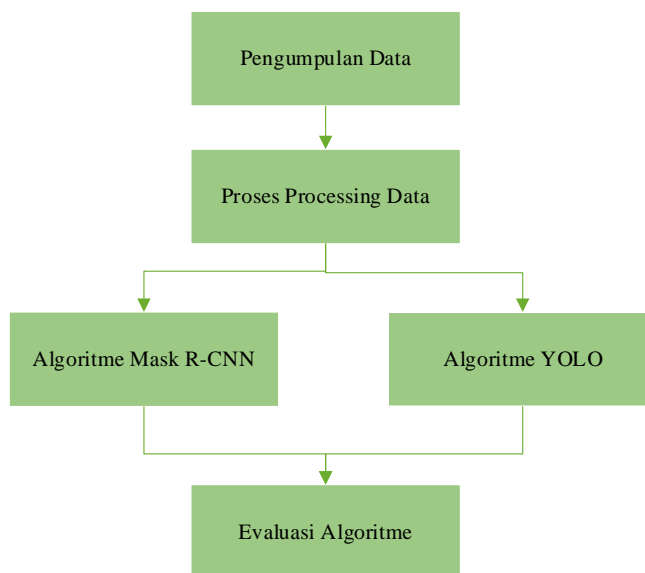 Pengumpulan Data
Proses Processing Data
Algoritme Mask R-CNN
Algoritme YOLO
Evaluasi Algoritme